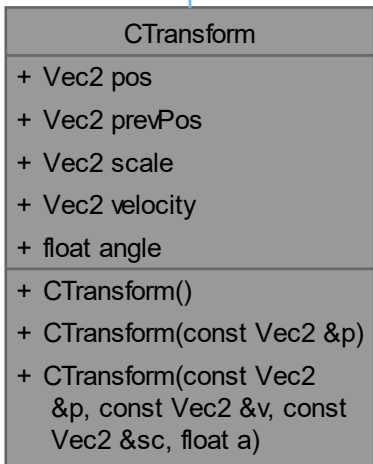 CTransform
+ Vec2 pos
+ Vec2 prevPos
+ Vec2 scale
+ Vec2 velocity
+ float angle
+ CTransform()
+ CTransform(const Vec2 &p)
+ CTransform(const Vec2
&p, const Vec2 &v, const
Vec2 &sc, float a)